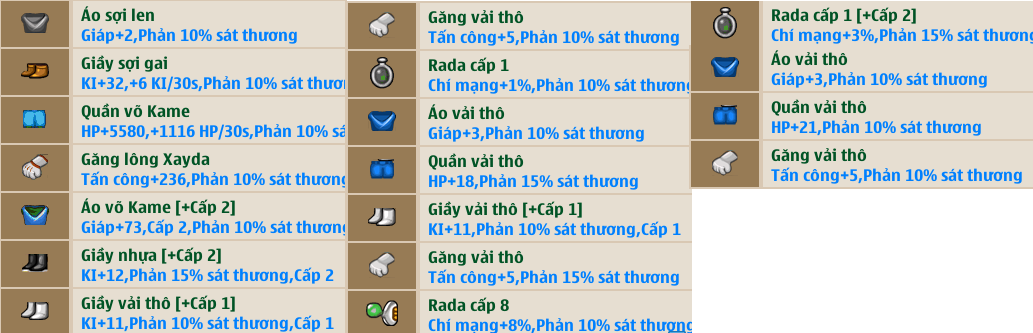 Áo sợi len
Giáp+2,Phản 10% sát thương
Giầy sợi gai
KI+32,+6 KI/30s,Phản 10% sát thươn
Quần võ Kame
HP+5580,+1116 HP/30s,Phản 10% sá
Găng lông Xayda
Tấn công+236,Phản 10% sát thương
Áo võ Kame [+Cấp 2]
Giáp+73,Cấp 2,Phản 10% sát thương
Giầy nhựa [+Cấp 2]
KI+12,Phản 15% sát thương,Cấp 2
Giầy vải thô [+Cấp 1]
KI+11,Phản 10% sát thương,Cấp 1
Găng vải thô
Tấn công+5,Phản 10% sát thương
Rada cấp 1
Chí mạng+1%,Phản 10% sát thương
Áo vải thô
Giáp+3,Phản 10% sát thương
Quần vải thô
HP+18,Phản 15% sát thương
Giầy vải thô [+Cấp 1]
KI+11,Phản 10% sát thương,Cấp 1
Găng vải thô
Tấn công+5,Phản 15% sát thương
Rada cấp 8
Chí mạng+8%,Phản 10% sát thương
Rada cấp 1 [+Cấp 2]
Chí mạng+3%,Phản 15% sát thương
Áo vải thô
Giáp+3,Phản 10% sát thương
Quần vải thô
HP+21,Phản 10% sát thương
Găng vải thô
Tấn công+5,Phản 10% sát thương